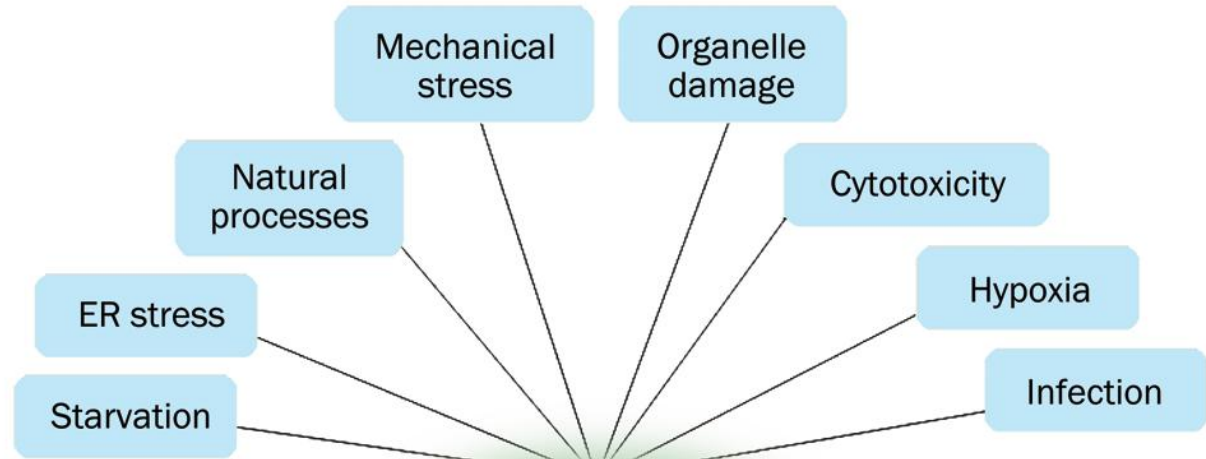 Mechanical
stress
Organelle
damage
Natural
processes
Cytotoxicity
ER stress
Hypoxia
Starvation
Infection